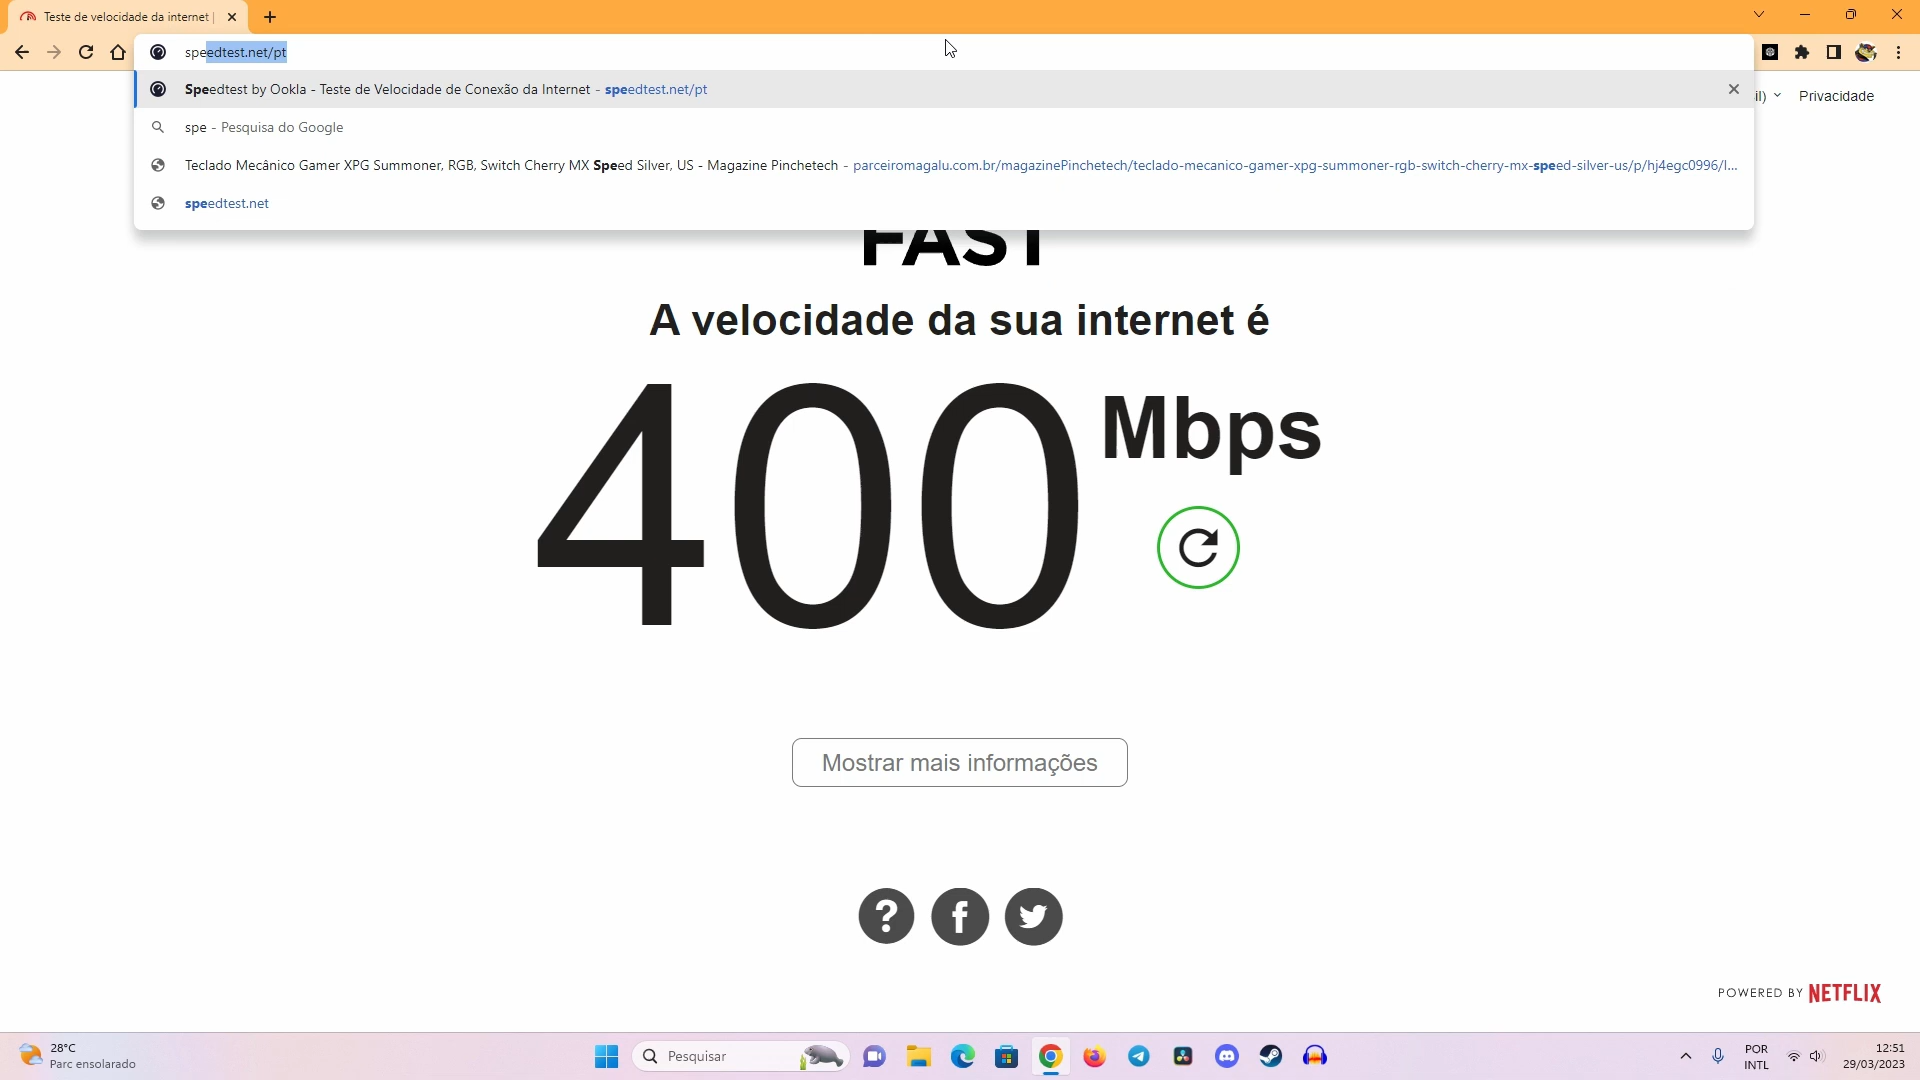 Teste de velocidade da internet |
speedtest.net/pt
Speedtest by Ookla - Teste de Velocidade de Conexão da Internet - speedtest.net/pt
spe - Pesquisa do Google
Teclado Mecânico Gamer XPG Summoner, RGB, Switch Cherry MX Speed Silver, US - Magazine Pinchetech - parceiromagalu.com.br/magazinePinchetech/teclado-mecanico-gamer-xpg-summoner-rgb-switch-cherry-mx-speed-silver-us/p/hj4egc0996/I...
speedtest.net
il)
Privacidade
FAST
A velocidade da sua internet é
400 Mbps
Mostrar mais informações
POWERED BY NETFLIX
28°C
Parc ensolarado
Pesquisar
POR
INTL
12:51
29/03/2023